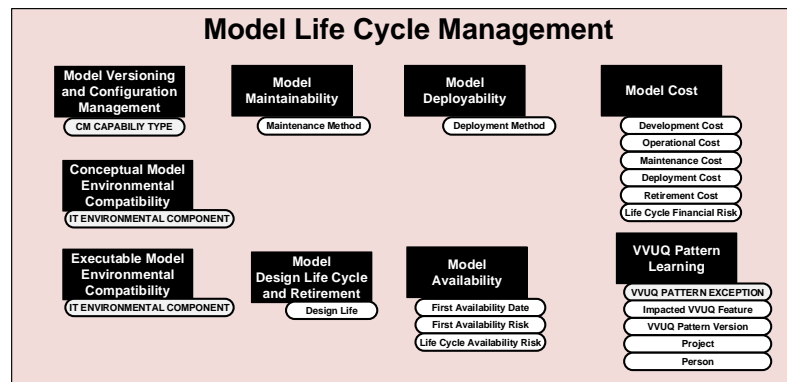 Model Life Cycle Management
Model Versioning
and Configuration
Management
CM CAPABILIY TYPE
Model
Maintainability
Maintenance Method
Model
Deployability
Deployment Method
Model Cost
Development Cost
Operational Cost
Maintenance Cost
Deployment Cost
Retirement Cost
Life Cycle Financial Risk
Conceptual Model
Environmental
Compatibility
IT ENVIRONMENTAL COMPONENT
Executable Model
Environmental
Compatibility
IT ENVIRONMENTAL COMPONENT
Model
Design Life Cycle
and Retirement
Design Life
Model
Availability
First Availability Date
First Availability Risk
Life Cycle Availability Risk
VVUQ Pattern
Learning
VVUQ PATTERN EXCEPTION
Impacted VVUQ Feature
VVUQ Pattern Version
Project
Person